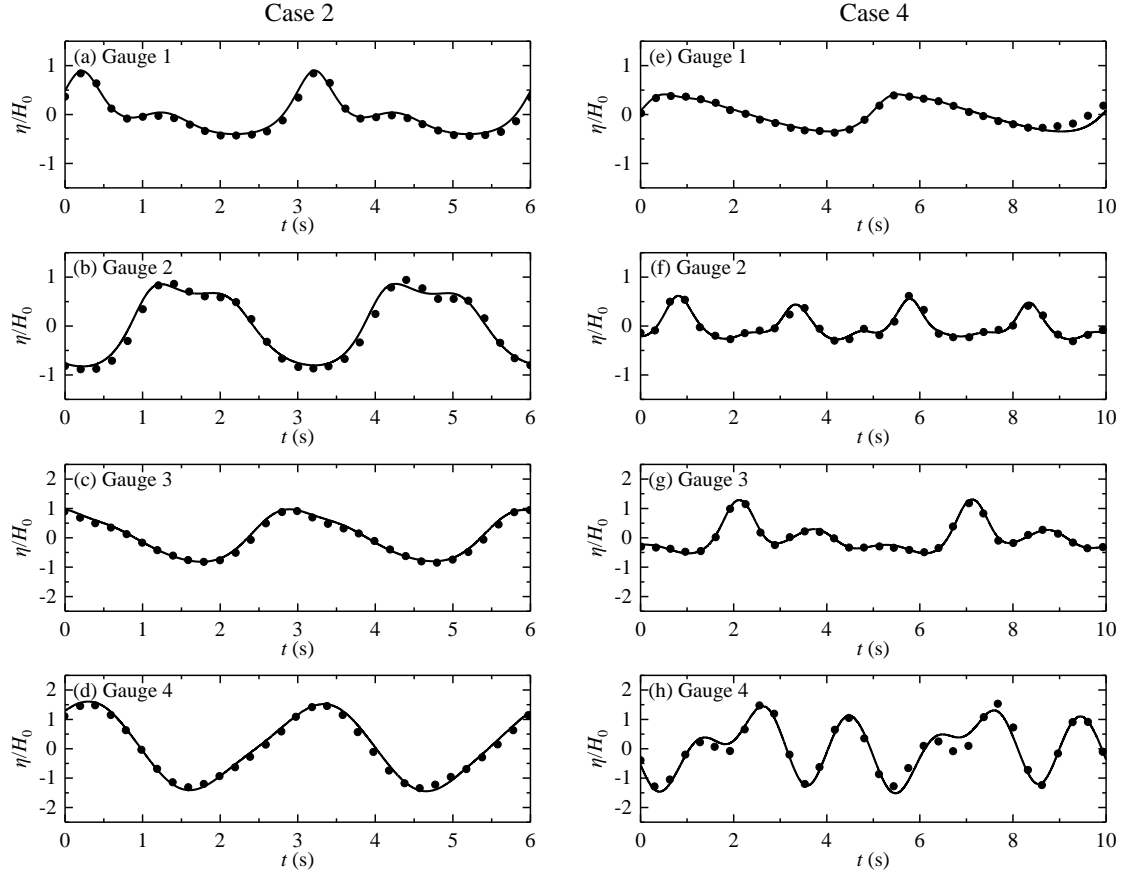 Case 2
(a) Gauge 1
η/H0
1
0
-1
0 1 2 3 4 5 6
t (s)
(b) Gauge 2
η/H0
1
0
-1
0 1 2 3 4 5 6
t (s)
(c) Gauge 3
η/H0
2
1
0
-1
-2
0 1 2 3 4 5 6
t (s)
(d) Gauge 4
η/H0
2
1
0
-1
-2
0 1 2 3 4 5 6
t (s)
Case 4
(e) Gauge 1
η/H0
1
0
-1
0 2 4 6 8 10
t (s)
(f) Gauge 2
η/H0
1
0
-1
0 2 4 6 8 10
t (s)
(g) Gauge 3
η/H0
2
1
0
-1
-2
0 2 4 6 8 10
t (s)
(h) Gauge 4
η/H0
2
1
0
-1
-2
0 2 4 6 8 10
t (s)